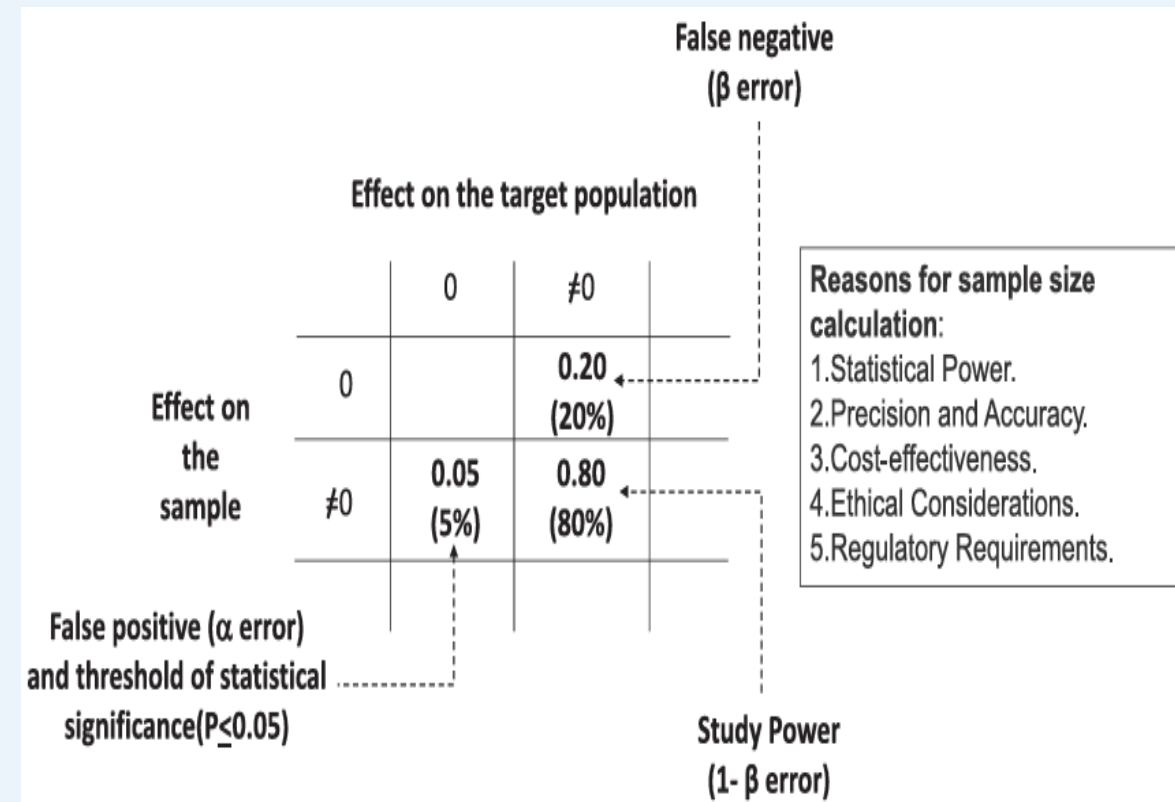 False negative
(β error)
Effect on the target population
0
≠0
Effect on
the
sample
0
0.20
(20%)
≠0
0.05
(5%)
0.80
(80%)
Reasons for sample size
calculation:
1.Statistical Power.
2.Precision and Accuracy.
3.Cost-effectiveness.
4.Ethical Considerations.
5.Regulatory Requirements.
False positive (α error)
and threshold of statistical
significance(P≤0.05)
Study Power
(1- β error)